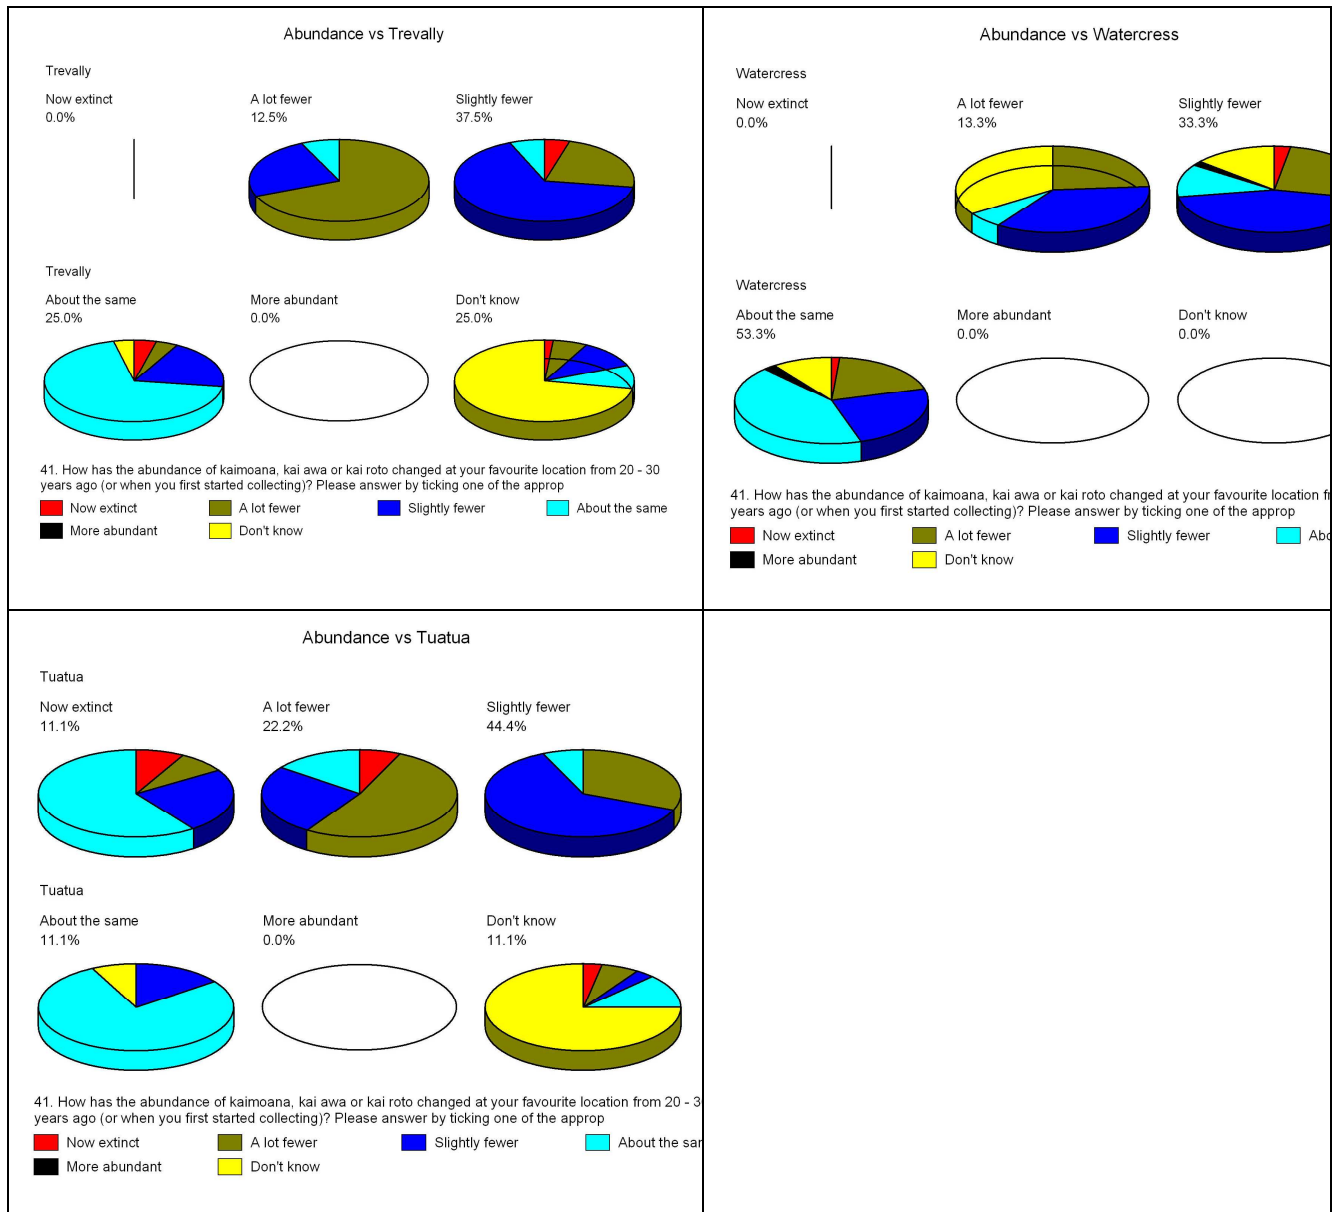 Abundance vs Trevally
Trevally
Now extinct A lot fewer Slightly fewer
0.0% 12.5% 37.5%
Trevally
About the same More abundant Don't know
25.0% 0.0% 25.0%
41. How has the abundance of kaimoana, kai awa or kai roto changed at your favourite location from 20 - 30
years ago (or when you first started collecting)? Please answer by ticking one of the approp
Now extinct A lot fewer Slightly fewer About the same
More abundant Don't know
Abundance vs Watercress
Watercress
Now extinct A lot fewer Slightly fewer
0.0% 13.3% 33.3%
Watercress
About the same More abundant Don't know
53.3% 0.0% 0.0%
41. How has the abundance of kaimoana, kai awa or kai roto changed at your favourite location
years ago (or when you first started collecting)? Please answer by ticking one of the approp
Now extinct A lot fewer Slightly fewer
More abundant Don't know
Abundance vs Tuatua
Tuatua
Now extinct A lot fewer Slightly fewer
11.1% 22.2% 44.4%
Tuatua
About the same More abundant Don't know
11.1% 0.0% 11.1%
41. How has the abundance of kaimoana, kai awa or kai roto changed at your favourite location from 20 - 3
years ago (or when you first started collecting)? Please answer by ticking one of the approp
Now extinct A lot fewer Slightly fewer About the
More abundant Don't know